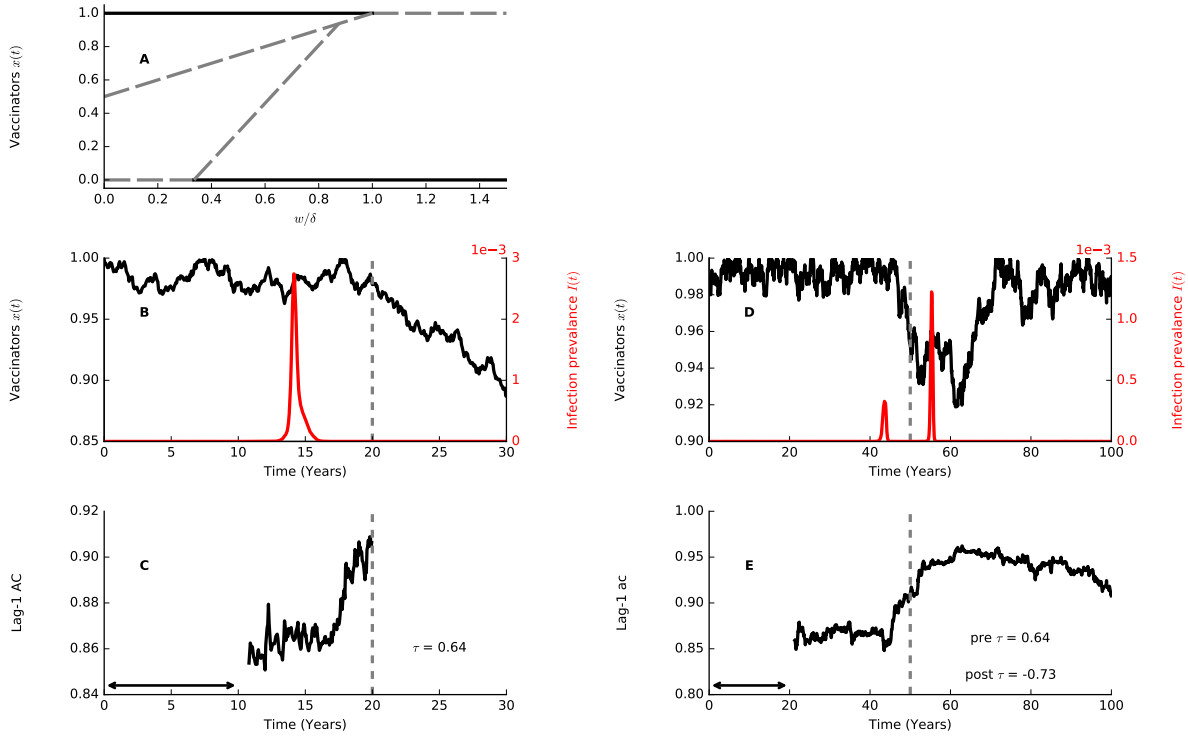 1.0
0.8
0.6
0.4
0.2
0.0
Vaccinators x(t)
A
0.0 0.2 0.4 0.6 0.8 1.0 1.2 1.4
w/δ
1e−3
1.00
0.95
0.90
0.85
Vaccinators x(t)
B
3
2
1
0
Infection prevalance I(t)
0 5 10 15 20 25 30
Time (Years)
1e−3
1.00
0.98
0.96
0.94
0.92
0.90
Vaccinators x(t)
D
1.5
1.0
0.5
0.0
Infection prevalance I(t)
0 20 40 60 80 100
Time (Years)
0.92
0.90
0.88
0.86
0.84
Lag-1 AC
C
τ = 0.64
0 5 10 15 20 25 30
Time (Years)
1.00
0.95
0.90
0.85
0.80
Lag-1 ac
E
pre τ = 0.64
post τ = -0.73
0 20 40 60 80 100
Time (Years)